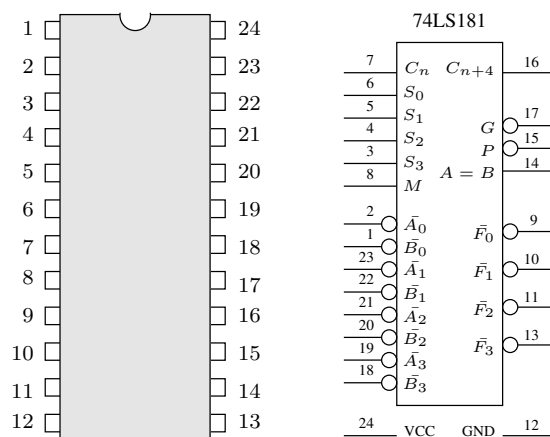 74LS181
1 24
2 23
3 22
4 21
5 20
6 19
7 18
8 17
9 16
10 15
11 14
12 13
7 Cₙ Cₙ₊₄ 16
6 S₀
5 S₁
G 17
4 S₂
P 15
3 S₃
A = B 14
8 M
2 Ā₀ F̄₀ 9
1 B̄₀
23 Ā₁ F̄₁ 10
22 B̄₁
21 Ā₂ F̄₂ 11
20 B̄₂
19 Ā₃ F̄₃ 13
18 B̄₃
24 VCC GND 12